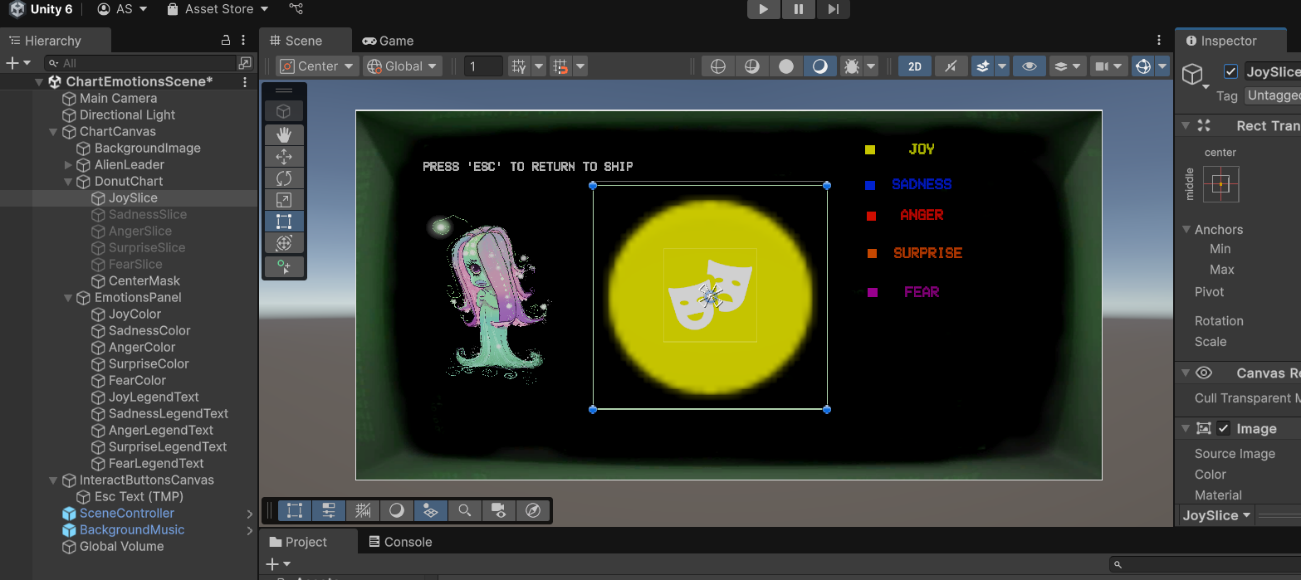 Unity 6 AS Asset Store
Hierarchy
Scene
Game
Inspector
All
Center
Global
1
2D
JoySlice
Tag Untagged
ChartEmotionsScene*
Main Camera
Directional Light
ChartCanvas
BackgroundImage
AlienLeader
DonutChart
JoySlice
SadnessSlice
AngerSlice
SurpriseSlice
FearSlice
CenterMask
EmotionsPanel
JoyColor
SadnessColor
AngerColor
SurpriseColor
FearColor
JoyLegendText
SadnessLegendText
AngerLegendText
SurpriseLegendText
FearLegendText
InteractButtonsCanvas
Esc Text (TMP)
SceneController
BackgroundMusic
Global Volume
PRESS 'ESC' TO RETURN TO SHIP
JOY
SADNESS
ANGER
SURPRISE
FEAR
Rect Tran
center
middle
Anchors
Min
Max
Pivot
Rotation
Scale
Canvas Re
Cull Transparent M
Image
Source Image
Color
Material
JoySlice
Project
Console